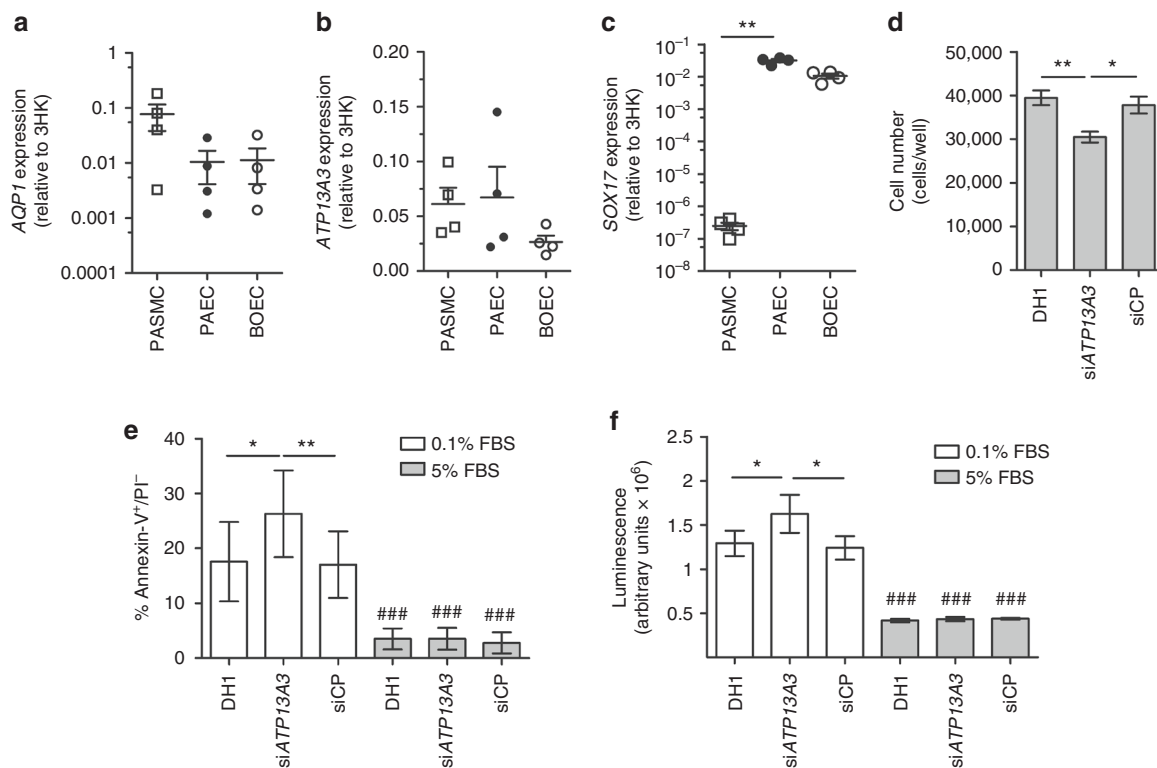 a
AQP1 expression
(relative to 3HK)
1
0.1
0.01
0.001
0.0001
PASMC
PAEC
BOEC
b
ATP13A3 expression
(relative to 3HK)
0.20
0.15
0.10
0.05
0.00
PASMC
PAEC
BOEC
c
SOX17 expression
(relative to 3HK)
**
10⁻¹
10⁻²
10⁻³
10⁻⁴
10⁻⁵
10⁻⁶
10⁻⁷
10⁻⁸
PASMC
PAEC
BOEC
d
Cell number
(cells/well)
50,000
40,000
30,000
20,000
10,000
0
** *
DH1
siATP13A3
siCP
e
% Annexin-V⁺/PI⁻
40
30
20
10
0
* **
0.1% FBS
5% FBS
### ### ###
DH1
siATP13A3
siCP
DH1
siATP13A3
siCP
f
Luminescence
(arbitrary units × 10⁶)
2.5
2
1.5
1
0.5
* *
0.1% FBS
5% FBS
### ### ###
DH1
siATP13A3
siCP
DH1
siATP13A3
siCP